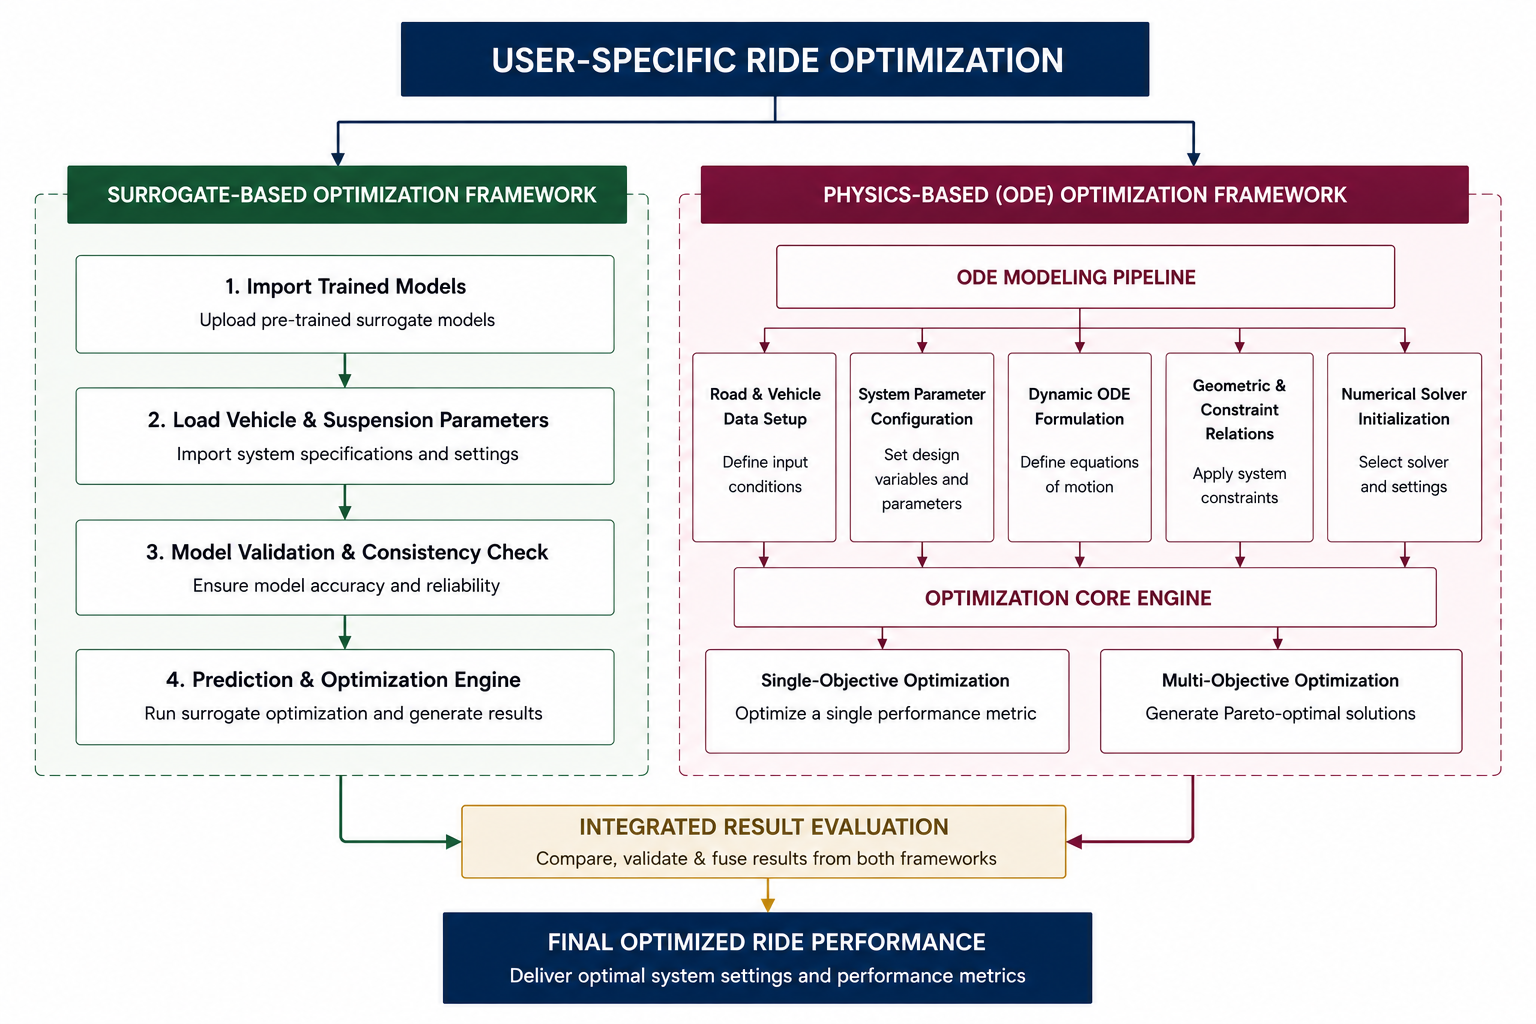 USER-SPECIFIC RIDE OPTIMIZATION
SURROGATE-BASED OPTIMIZATION FRAMEWORK
1. Import Trained Models
Upload pre-trained surrogate models
2. Load Vehicle & Suspension Parameters
Import system specifications and settings
3. Model Validation & Consistency Check
Ensure model accuracy and reliability
4. Prediction & Optimization Engine
Run surrogate optimization and generate results
PHYSICS-BASED (ODE) OPTIMIZATION FRAMEWORK
ODE MODELING PIPELINE
Road & Vehicle
Data Setup
Define input
conditions
System Parameter
Configuration
Set design
variables and
parameters
Dynamic ODE
Formulation
Define equations
of motion
Geometric &
Constraint
Relations
Apply system
constraints
Numerical Solver
Initialization
Select solver
and settings
OPTIMIZATION CORE ENGINE
Single-Objective Optimization
Optimize a single performance metric
Multi-Objective Optimization
Generate Pareto-optimal solutions
INTEGRATED RESULT EVALUATION
Compare, validate & fuse results from both frameworks
FINAL OPTIMIZED RIDE PERFORMANCE
Deliver optimal system settings and performance metrics